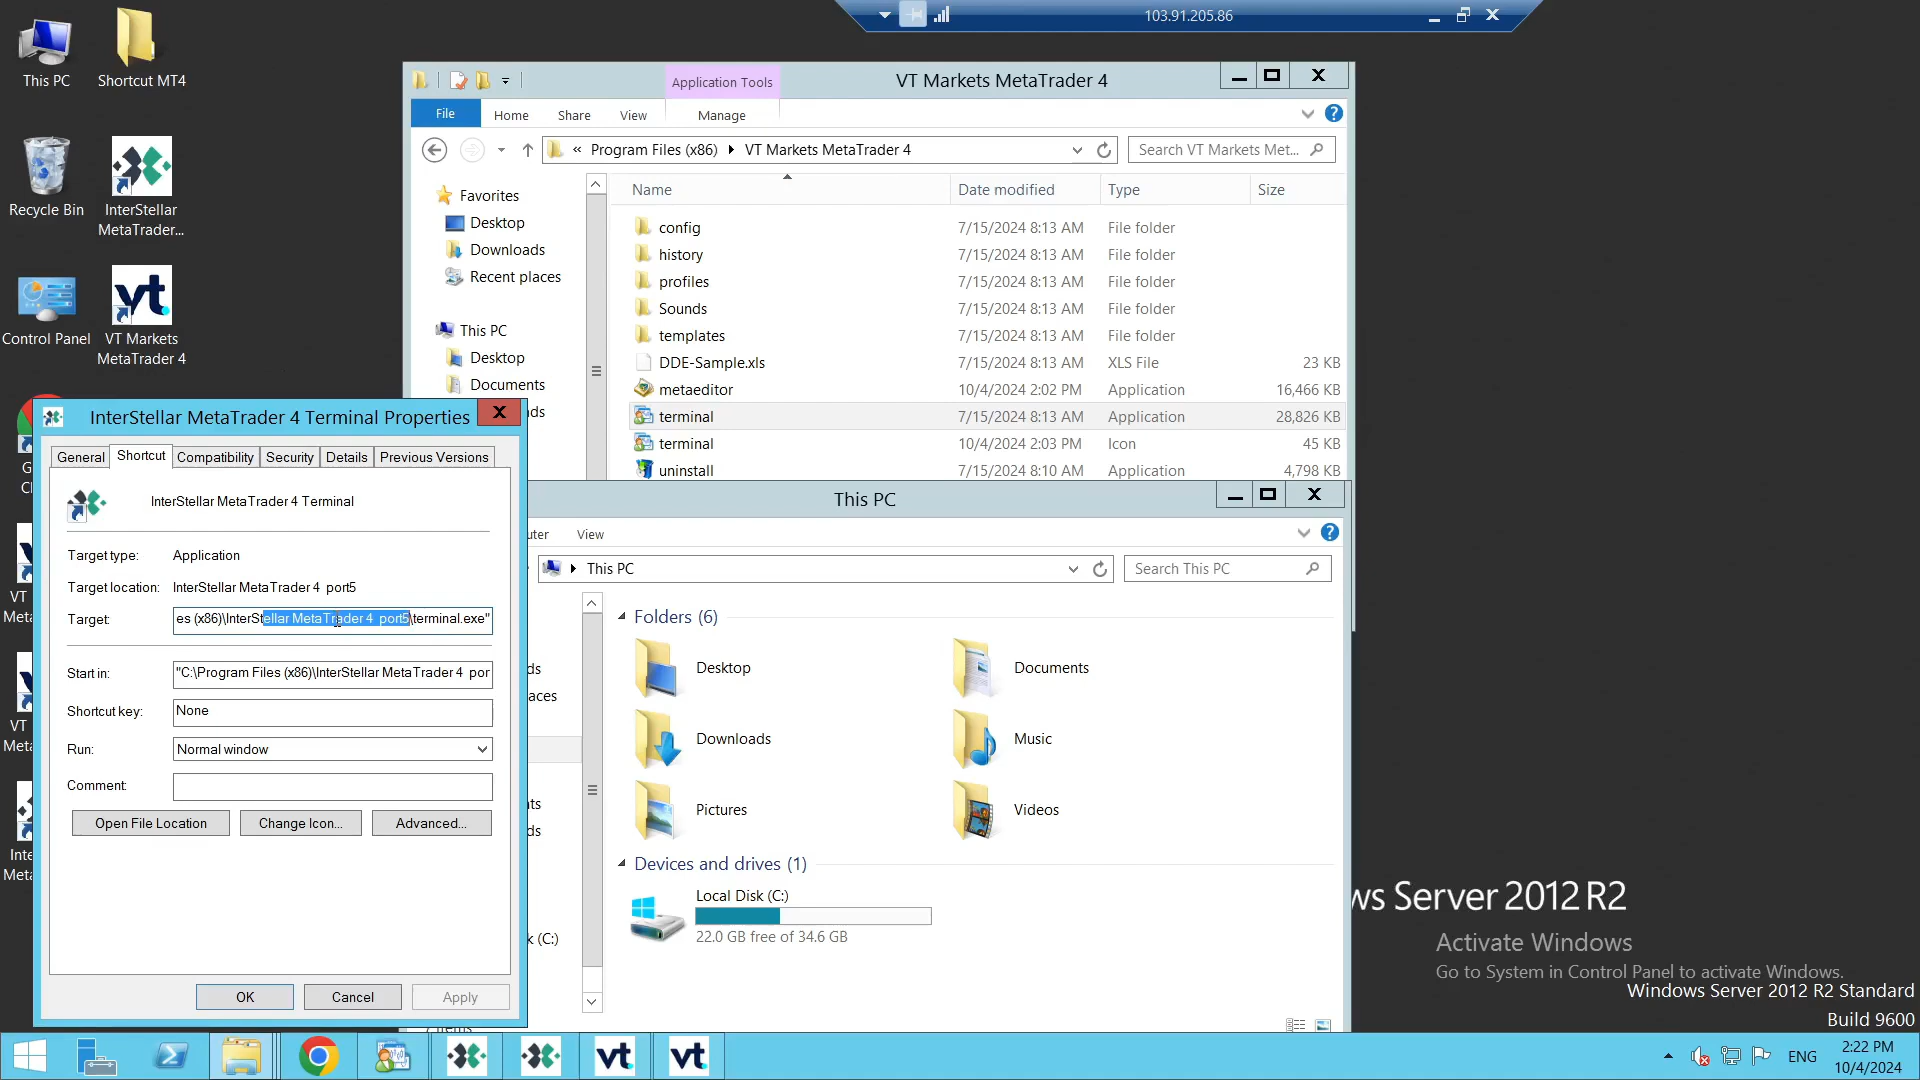 103.91.205.86
This PC
Shortcut MT4
Recycle Bin
InterStellar
MetaTrader...
Control Panel
VT Markets
MetaTrader 4
Application Tools
VT Markets MetaTrader 4
File
Home
Share
View
Manage
« Program Files (x86) VT Markets MetaTrader 4
Search VT Markets Met...
Favorites
Desktop
Downloads
Recent places
This PC
Desktop
Documents
Name
Date modified
Type
Size
config 7/15/2024 8:13 AM File folder
history 7/15/2024 8:13 AM File folder
profiles 7/15/2024 8:13 AM File folder
Sounds 7/15/2024 8:13 AM File folder
templates 7/15/2024 8:13 AM File folder
DDE-Sample.xls 7/15/2024 8:13 AM XLS File 23 KB
metaeditor 10/4/2024 2:02 PM Application 16,466 KB
terminal 7/15/2024 8:13 AM Application 28,826 KB
terminal 10/4/2024 2:03 PM Icon 45 KB
uninstall 7/15/2024 8:10 AM Application 4,798 KB
InterStellar MetaTrader 4 Terminal Properties
General
Shortcut
Compatibility
Security
Details
Previous Versions
InterStellar MetaTrader 4 Terminal
Target type: Application
Target location: InterStellar MetaTrader 4 port5
Target: es (x86)\InterStellar MetaTrader 4 port5\terminal.exe"
Start in: "C:\Program Files (x86)\InterStellar MetaTrader 4 por
Shortcut key: None
Run: Normal window
Comment:
Open File Location
Change Icon...
Advanced...
OK
Cancel
Apply
This PC
uter
View
This PC
Search This PC
ds
aces
ts
ds
k (C:)
Folders (6)
Desktop
Documents
Downloads
Music
Pictures
Videos
Devices and drives (1)
Local Disk (C:)
22.0 GB free of 34.6 GB
ws Server 2012 R2
Activate Windows
Go to System in Control Panel to activate Windows.
Windows Server 2012 R2 Standard
Build 9600
vt
vt
ENG
2:22 PM
10/4/2024